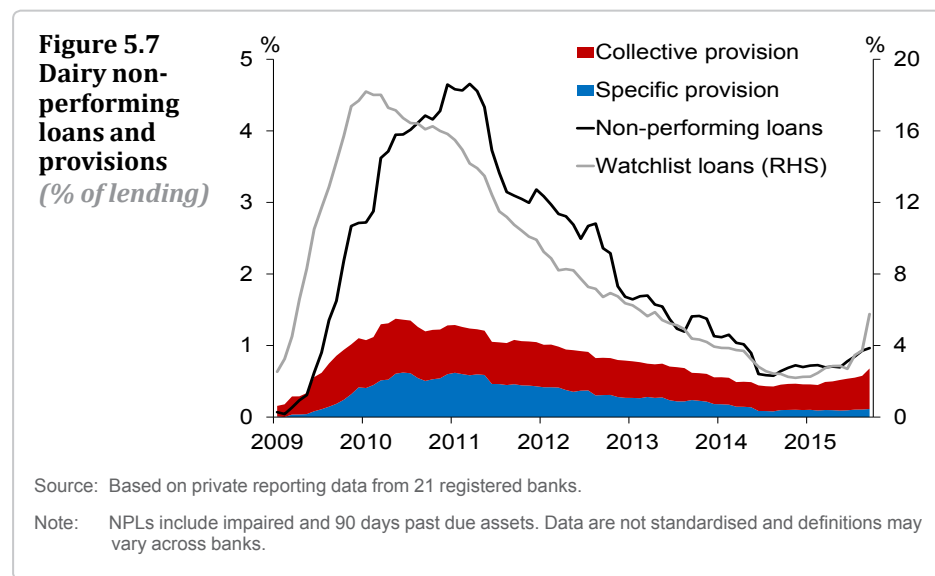 Figure 5.7
Dairy non-
performing
loans and
provisions
(% of lending)
%
%
5
4
3
2
1
0
Collective provision
Specific provision
Non-performing loans
Watchlist loans (RHS)
20
16
12
8
4
0
2009 2010 2011 2012 2013 2014 2015
Source: Based on private reporting data from 21 registered banks.
Note: NPLs include impaired and 90 days past due assets. Data are not standardised and definitions may
vary across banks.